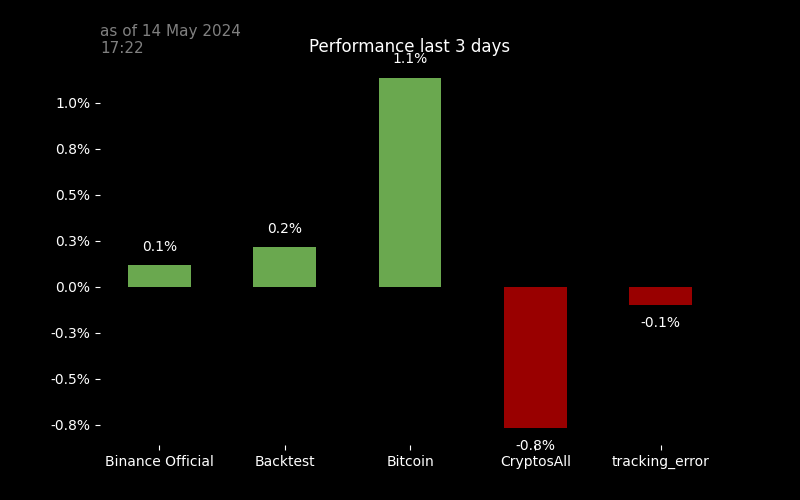 as of 14 May 2024
17:22
Performance last 3 days
1.1%
1.0%
0.8%
0.5%
0.3%
0.2%
0.1%
0.0%
-0.1%
-0.3%
-0.5%
-0.8%
-0.8%
Binance Official
Backtest
Bitcoin
CryptosAll
tracking_error